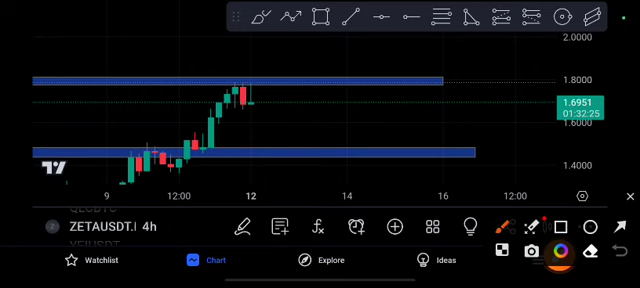 2.0000
1.8000
1.6951
01:32:25
1.6000
1.4000
9 12:00 12 14 16 12:00
ZETAUSDT.I 4h
Watchlist Chart Explore Ideas